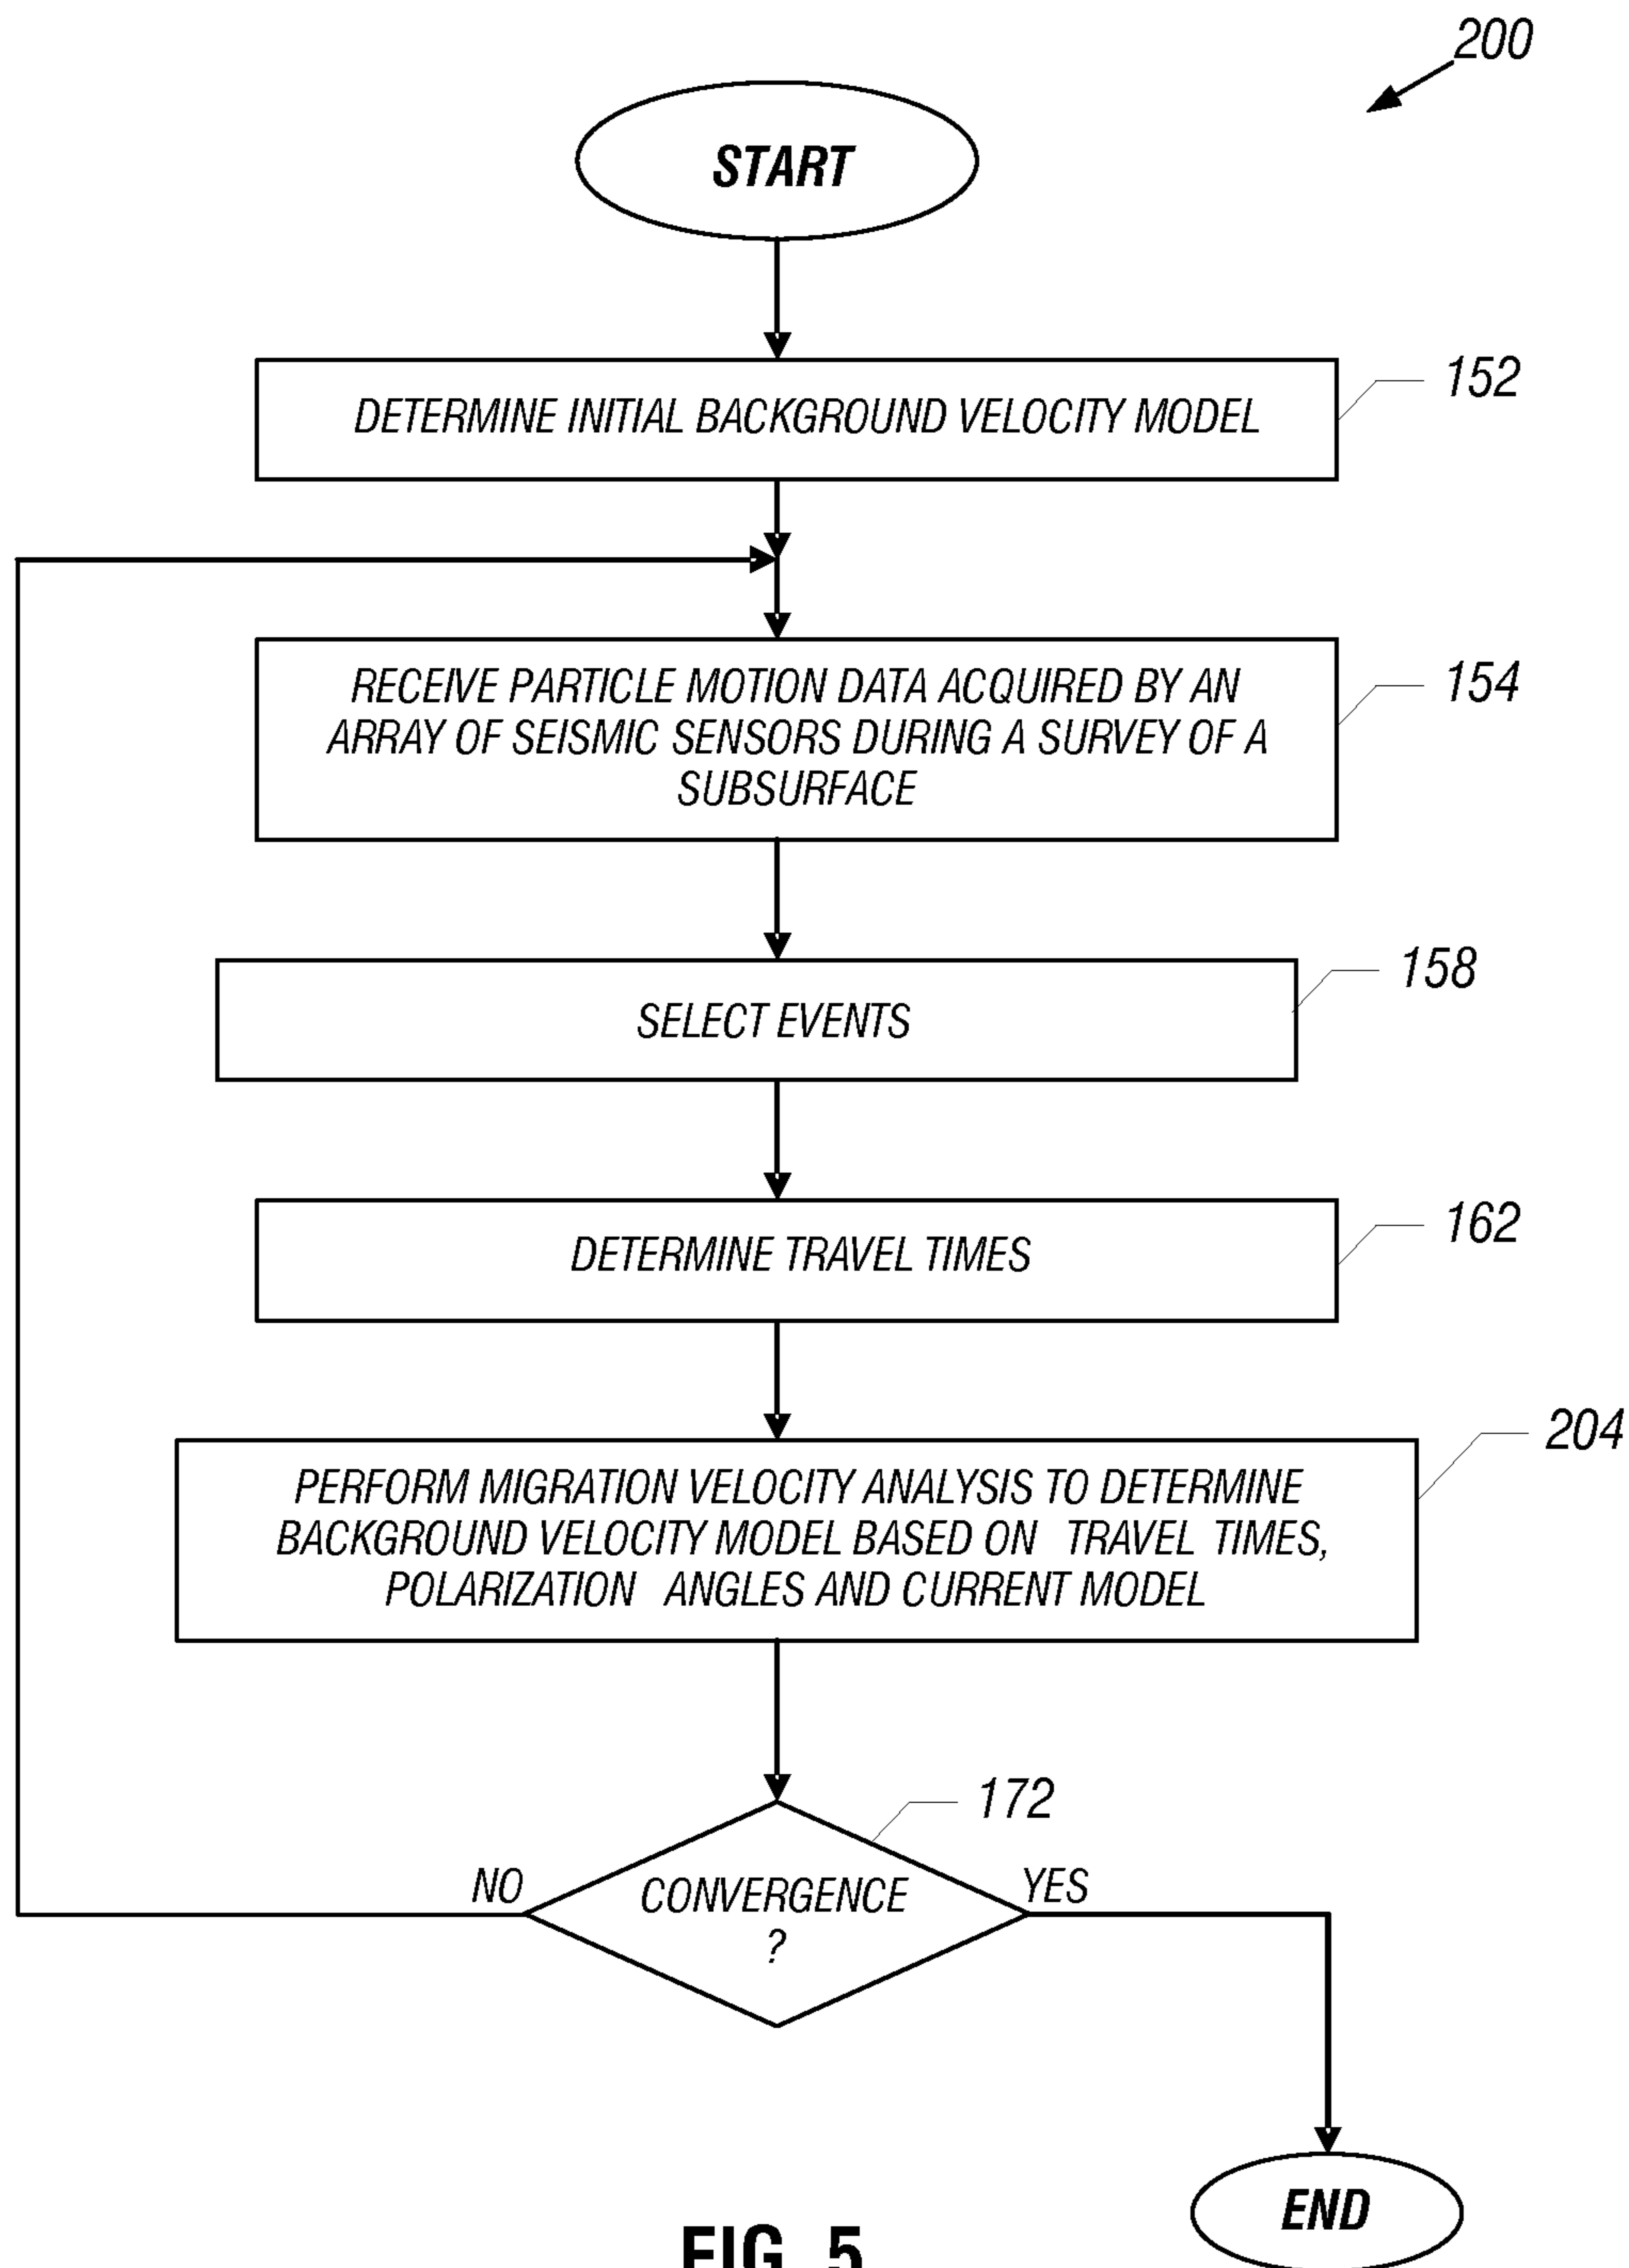 200
START
DETERMINE INITIAL BACKGROUND VELOCITY MODEL
152
RECEIVE PARTICLE MOTION DATA ACQUIRED BY AN
ARRAY OF SEISMIC SENSORS DURING A SURVEY OF A
SUBSURFACE
154
SELECT EVENTS
158
DETERMINE TRAVEL TIMES
162
PERFORM MIGRATION VELOCITY ANALYSIS TO DETERMINE
BACKGROUND VELOCITY MODEL BASED ON TRAVEL TIMES,
POLARIZATION ANGLES AND CURRENT MODEL
204
172
NO
CONVERGENCE
?
YES
END
FIG. 5